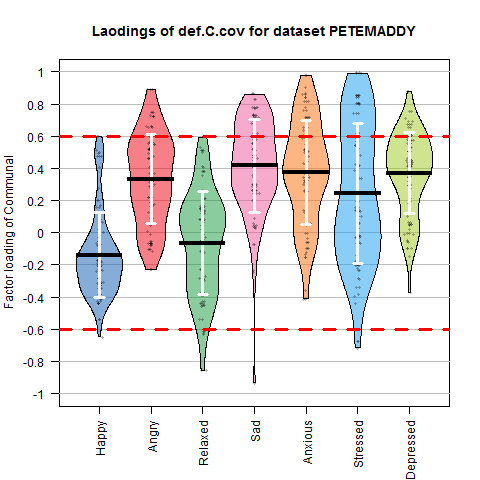 Laodings of def.C.cov for dataset PETEMADDY
Factor loading of Communal
1
0.8
0.6
0.4
0.2
0
-0.2
-0.4
-0.6
-0.8
-1
Happy
Angry
Relaxed
Sad
Anxious
Stressed
Depressed